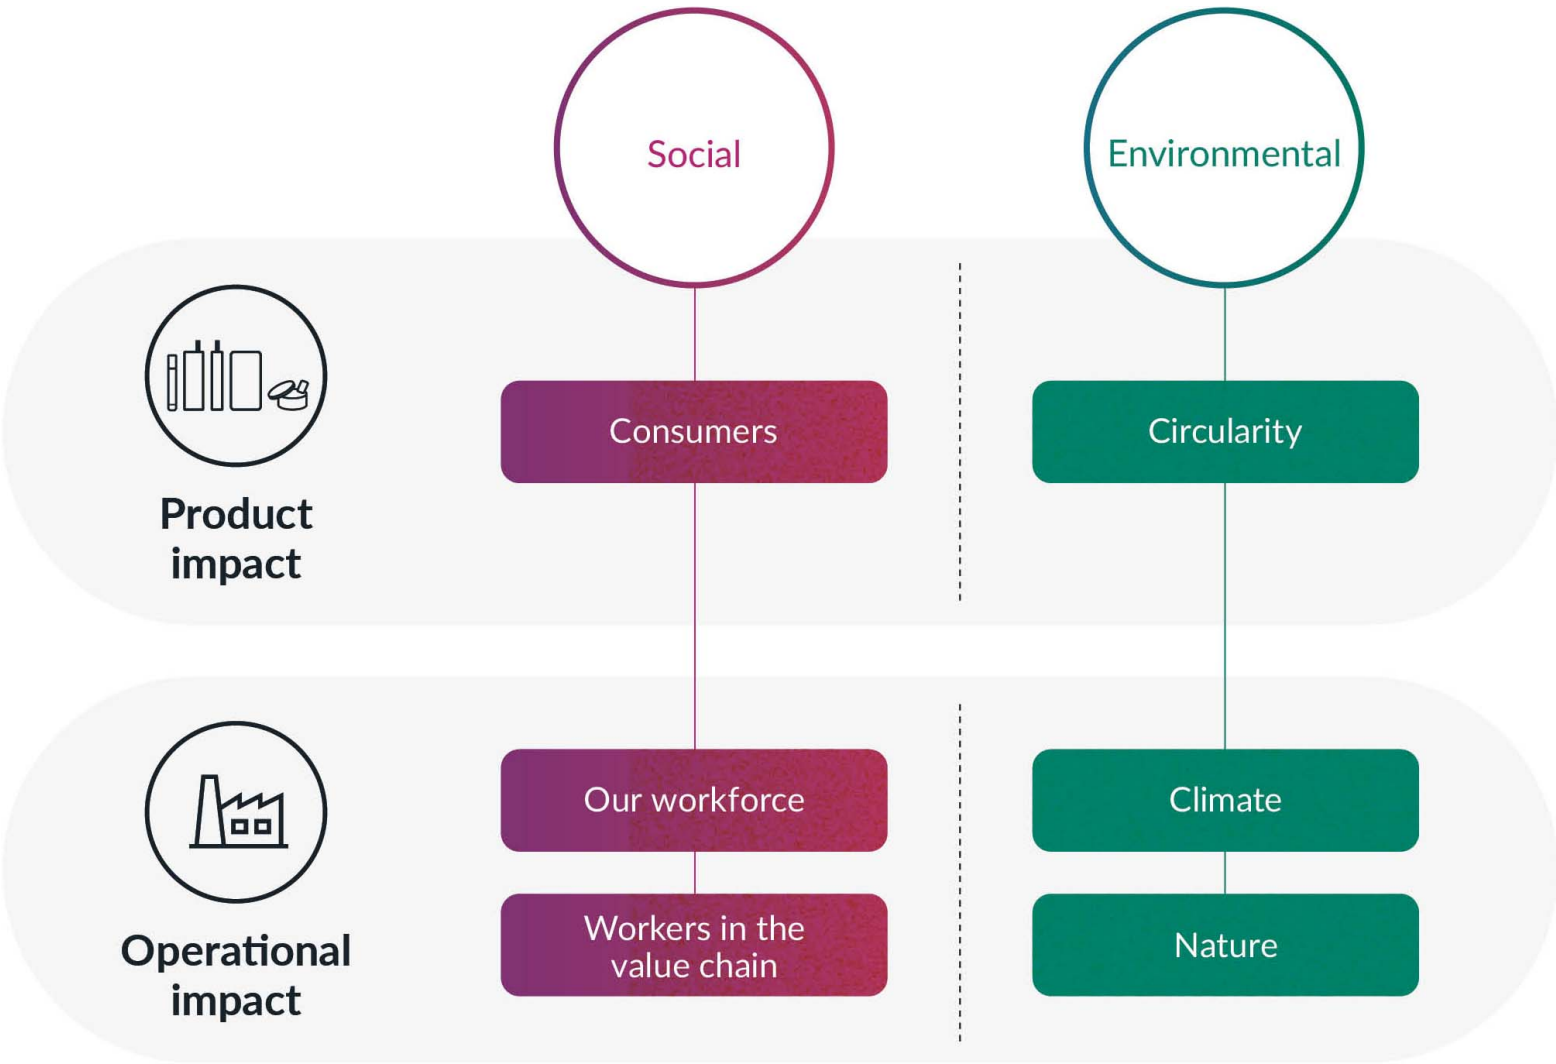 Social
Environmental
Consumers
Circularity
Product
impact
Our workforce
Climate
Workers in the
value chain
Nature
Operational
impact